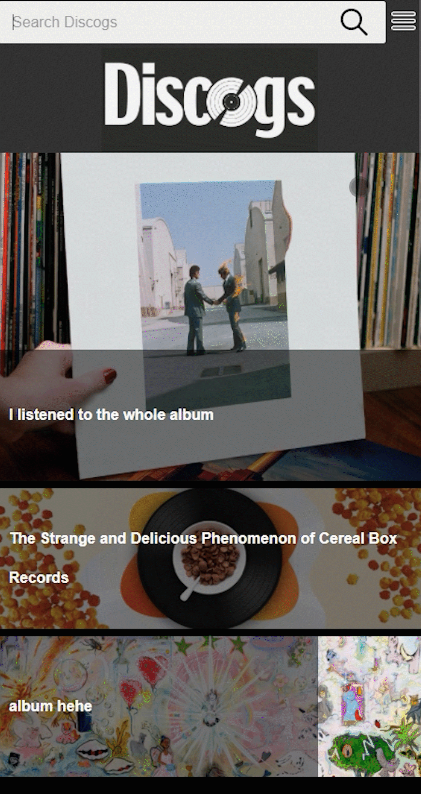 Search Discogs
Discogs
I listened to the whole album
The Strange and Delicious Phenomenon of Cereal Box
Records
album hehe